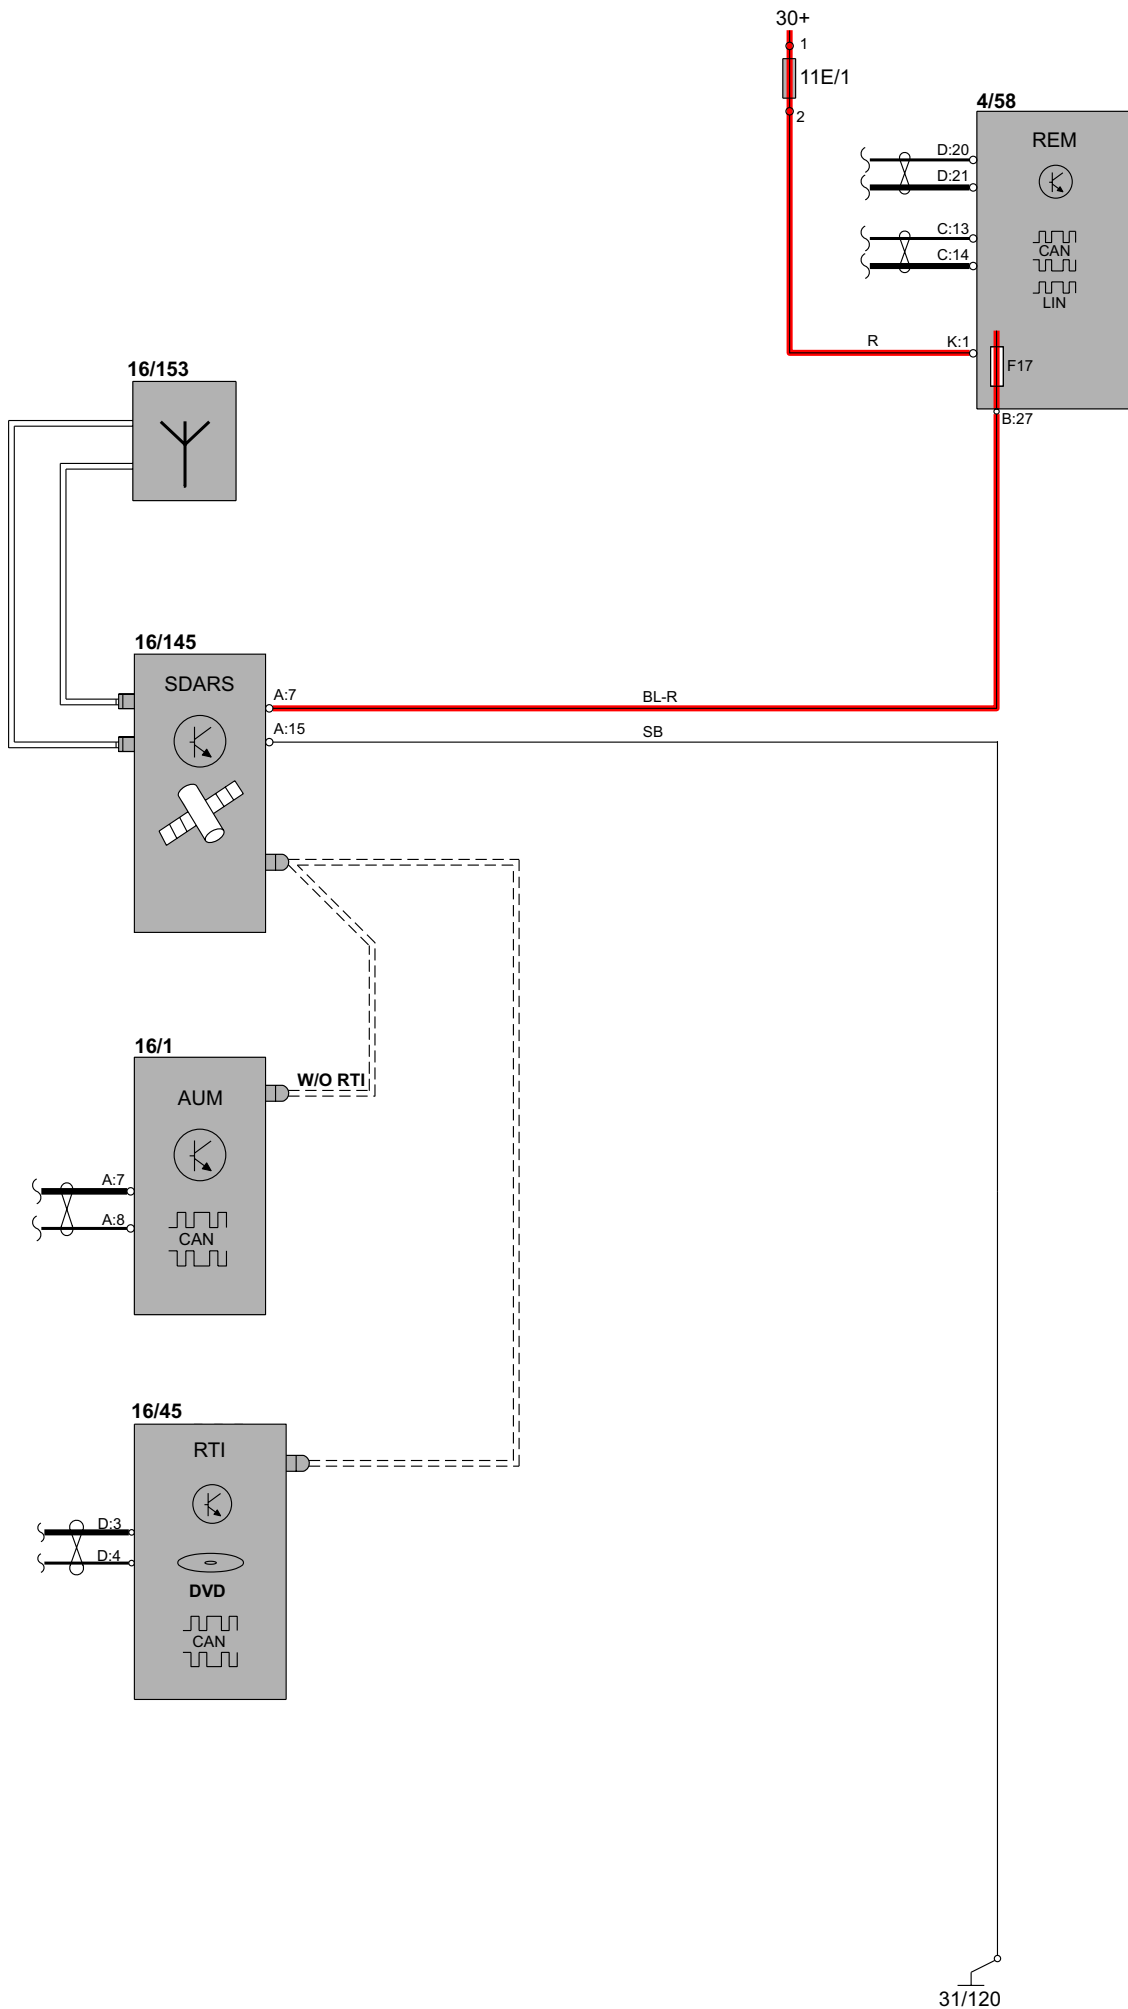 30+
1
11E/1
2
4/58
REM
D:20
D:21
C:13
C:14
CAN
LIN
R
K:1
F17
B:27
16/153
16/145
SDARS
A:7
BL-R
A:15
SB
16/1
AUM
W/O RTI
A:7
A:8
CAN
16/45
RTI
D:3
D:4
DVD
CAN
31/120